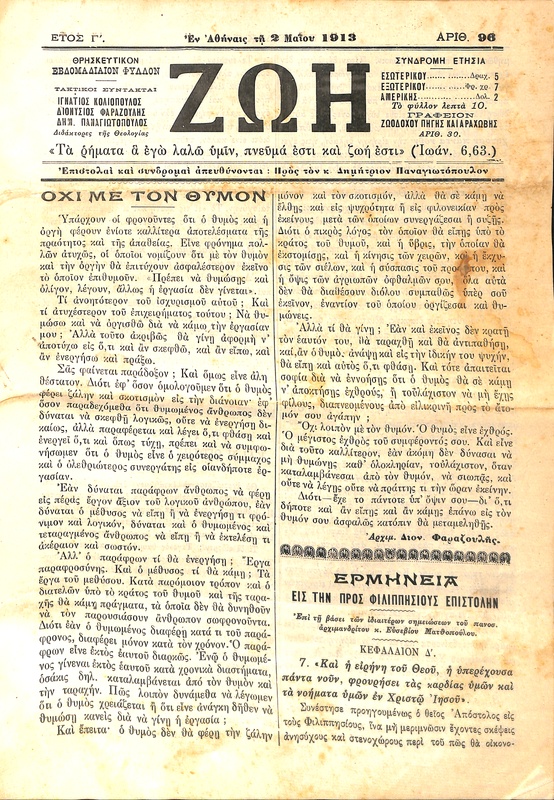 ΕΤΟΣ Γ΄.
Ἐν Ἀθήναις τῇ 2 Μαΐου 1913
ΑΡΙΘ. 96
ΘΡΗΣΚΕΥΤΙΚΟΝ
ΕΒΔΟΜΑΔΙΑΙΟΝ ΦΥΛΛΟΝ
ΤΑΚΤΙΚΟΙ ΣΥΝΤΑΚΤΑΙ
ΙΓΝΑΤΙΟΣ ΚΟΛΙΟΠΟΥΛΟΣ
ΔΙΟΝΥΣΙΟΣ ΦΑΡΑΖΟΥΛΗΣ
ΔΗΜ. ΠΑΝΑΓΙΩΤΟΠΟΥΛΟΣ
Διδάκτορες τῆς Θεολογίας
ΖΩΗ
ΣΥΝΔΡΟΜΗ ΕΤΗΣΙΑ
ΕΣΩΤΕΡΙΚΟΥ........Δραχ. 5
ΕΞΩΤΕΡΙΚΟΥ........Φρ. χρ. 7
ΑΜΕΡΙΚΗΣ........Δολ. 2
Τὸ φύλλον λεπτὰ 10.
ΓΡΑΦΕΙΟΝ
ΖΩΟΔΟΧΟΥ ΠΗΓΗΣ ΚΑΙ ΑΡΑΧΩΒΗΣ
ΑΡΙΘ. 30.
«Τὰ ῥήματα ἃ ἐγὼ λαλῶ ὑμῖν, πνεῦμά ἐστι καὶ ζωή ἐστι» (Ἰωάν. 6,63.)
Ἐπιστολαὶ καὶ συνδρομαὶ ἀπευθύνονται : Πρὸς τὸν κ. Δημήτριον Παναγιωτόπουλον
ΟΧΙ ΜΕ ΤΟΝ ΘΥΜΟΝ
Ὑπάρχουν οἱ φρονοῦντες ὅτι ὁ θυμὸς καὶ ἡ
ὀργὴ φέρουν ἐνίοτε καλλίτερα ἀποτελέσματα τῆς
πραότητος καὶ τῆς ἀπαθείας. Εἶνε φρόνημα πολ-
λῶν ἀτυχῶς, οἱ ὁποῖοι νομίζουν ὅτι μὲ τὸν θυμὸν
καὶ τὴν ὀργὴν θὰ ἐπιτύχουν ἀσφαλέστερον ἐκεῖνο
τὸ ὁποῖον ἐπιθυμοῦν. «Πρέπει νὰ θυμώσῃς καὶ
ὀλίγον, λέγουν, ἄλλως ἡ ἐργασία δὲν γίνεται».
Τί ἀνοητότερον τοῦ ἰσχυρισμοῦ αὐτοῦ ; Καὶ
τί ἀτυχέστερον τοῦ ἐπιχειρήματος τούτου ; Νὰ θυ-
μώσω καὶ νὰ ὀργισθῶ διὰ νὰ κάμω τὴν ἐργασίαν
μου ; Ἀλλὰ τοῦτο ἀκριβῶς θὰ γίνῃ ἀφορμὴ ν'
ἀποτύχω εἰς ὅ,τι καὶ ἂν σκεφθῶ, καὶ ἂν εἴπω, καὶ
ἂν ἐνεργήσω καὶ πράξω.
Σᾶς φαίνεται παράδοξον ; Καὶ ὅμως εἶνε ἀλη-
θέστατον. Διότι ἐφ' ὅσον ὁμολογοῦμεν ὅτι ὁ θυμὸς
φέρει ζάλην καὶ σκοτισμὸν εἰς τὴν διάνοιαν· ἐφ'
ὅσον παραδεχόμεθα ὅτι θυμωμένος ἄνθρωπος δὲν
δύναται νὰ σκεφθῇ λογικῶς, οὔτε νὰ ἐνεργήσῃ δι-
καίως, ἀλλὰ παραφέρεται καὶ λέγει ὅ,τι φθάσῃ καὶ
ἐνεργεῖ ὅ,τι καὶ ὅπως τύχῃ, πρέπει καὶ νὰ συμφω-
νήσωμεν ὅτι ὁ θυμὸς εἶνε ὁ χειρότερος σύμμαχος
καὶ ὁ ὀλεθριώτερος συνεργάτης εἰς οἱανδήποτε ἐρ-
γασίαν.
Ἐὰν δύναται παράφρων ἄνθρωπος νὰ φέρῃ
εἰς πέρας ἔργον ἄξιον τοῦ λογικοῦ ἀνθρώπου, ἐὰν
δύναται ὁ μέθυσος νὰ εἴπῃ ἢ νὰ ἐνεργήσῃ τι φρό-
νιμον καὶ λογικόν, δύναται καὶ ὁ θυμωμένος καὶ
τεταραγμένος ἄνθρωπος νὰ εἴπῃ ἢ νὰ ἐκτελέσῃ τι
ἀκέραιον καὶ σωστόν.
Ἀλλ' ὁ παράφρων τί θὰ ἐνεργήσῃ ; Ἔργα
παραφροσύνης. Καὶ ὁ μέθυσος τί θὰ κάμῃ ; Τὰ
ἔργα τοῦ μεθύσου. Κατὰ παρόμοιον τρόπον καὶ ὁ
διατελῶν ὑπὸ τὸ κράτος τοῦ θυμοῦ καὶ τῆς ταρα-
χῆς θὰ κάμῃ πράγματα, τὰ ὁποῖα δὲν θὰ δυνηθοῦν
νὰ τὸν παρουσιάσουν ἄνθρωπον σωφρονοῦντα.
Διότι ἐὰν ὁ θυμωμένος διαφέρῃ κατά τι τοῦ παρά-
φρονος, διαφέρει μόνον κατὰ τὸν χρόνον. Ὁ παρά-
φρων εἶνε ἐκτὸς ἑαυτοῦ διαρκῶς. Ἐνῷ ὁ θυμωμέ-
νος γίνεται ἐκτὸς ἑαυτοῦ κατὰ χρονικὰ διαστήματα,
ὁσάκις δηλ. καταλαμβάνεται ἀπὸ τὸν θυμὸν καὶ
τὴν ταραχήν. Πῶς λοιπὸν δυνάμεθα νὰ λέγωμεν
ὅτι ὁ θυμὸς χρειάζεται ἢ ὅτι εἶνε ἀνάγκη δῆθεν νὰ
θυμώσῃ κανεὶς διὰ νὰ γίνῃ ἡ ἐργασία ;
Καὶ ἔπειτα· ὁ θυμὸς δὲν θὰ φέρῃ τὴν ζάλην
μόνον καὶ τὸν σκοτισμόν, ἀλλὰ θὰ σὲ κάμῃ νὰ
ἔλθῃς καὶ εἰς ψυχρότητα ἢ εἰς φιλονεικίαν πρὸς
ἐκείνους μετὰ τῶν ὁποίων συνεργάζεσαι ἢ συζῇς.
Διότι ὁ πικρὸς λόγος τὸν ὁποῖον θὰ εἴπῃς ὑπὸ τὸ
κράτος τοῦ θυμοῦ, καὶ ἡ ὕβρις, τὴν ὁποίαν θὰ
ἐκστομίσῃς, καὶ ἡ κίνησις τῶν χειρῶν, καὶ ἡ ἔκχυ-
σις τῶν σιέλων, καὶ ἡ σύσπασις τοῦ προσώπου, καὶ
ἡ ὄψις τῶν ἀγριωπῶν ὀφθαλμῶν σου, ὅλα αὐτὰ
δὲν θὰ διαθέσουν διόλου συμπαθῶς ὑπὲρ σοῦ
ἐκεῖνον, ἐναντίον τοῦ ὁποίου ὀργίζεσαι καὶ θυ-
μώνεις.
Ἀλλὰ τί θὰ γίνῃ ; Ἐὰν καὶ ἐκεῖνος δὲν κρατῇ
τὸν ἑαυτόν του, θὰ ταραχθῇ καὶ θὰ ἀντιπαθήσῃ,
καί, ἂν ὁ θυμὸς ἀνάψῃ καὶ εἰς τὴν ἰδικήν του ψυχήν,
θὰ εἴπῃ καὶ αὐτὸς ὅ,τι φθάσῃ. Καὶ τότε ἀπαιτεῖται
σοφία διὰ νὰ ἐννοήσῃς ὅτι ὁ θυμὸς θὰ σὲ κάμῃ
ν' ἀποκτήσῃς ἐχθρούς, ἢ τοὐλάχιστον νὰ μὴ ἔχῃς
φίλους, διαπνεομένους ἀπὸ εἰλικρινῆ πρὸς τὸ ἄτο-
μόν σου ἀγάπην
Ὄχι λοιπὸν μὲ τὸν θυμόν. Ὁ θυμὸς εἶνε ἐχθρός.
Ὁ μέγιστος ἐχθρὸς τοῦ συμφέροντός σου. Καὶ εἶνε
διὰ τοῦτο καλλίτερον, ἐὰν ἀκόμη δὲν δύνασαι νὰ
μὴ θυμώνῃς καθ' ὁλοκληρίαν, τοὐλάχιστον, ὅταν
καταλαμβάνεσαι ἀπὸ τὸν θυμόν, νὰ σιωπᾷς, καὶ
οὔτε νὰ λέγῃς οὔτε νὰ πράττῃς τι τὴν ὥραν ἐκείνην.
Διότι—ἔχε το πάντοτε ὑπ' ὄψιν σου—δι' ὅ,τι
δήποτε καὶ ἂν εἴπῃς καὶ ἂν κάμῃς ἐπάνω εἰς τὸν
θυμόν σου ἀσφαλῶς κατόπιν θὰ μεταμεληθῇς.
Ἀρχιμ. Διον. Φαραζουλῆς.
ΕΡΜΗΝΕΙΑ
ΕΙΣ ΤΗΝ ΠΡΟΣ ΦΙΛΙΠΠΗΣΙΟΥΣ ΕΠΙΣΤΟΛΗΝ
Ἐπὶ τῇ βάσει τῶν ἰδιαιτέρων σημειώσεων τοῦ πανοσ.
ἀρχιμανδρίτου κ. Εὐσεβίου Ματθοπούλου.
ΚΕΦΑΛΑΙΟΝ Δ΄.
7. «Καὶ ἡ εἰρήνη τοῦ Θεοῦ, ἡ ὑπερέχουσα
πάντα νοῦν, φρουρήσει τὰς καρδίας ὑμῶν καὶ
τὰ νοήματα ὑμῶν ἐν Χριστῷ Ἰησοῦ».
Συνέστησε προηγουμένως ὁ θεῖος Ἀπόστολος εἰς
τοὺς Φιλιππησίους, ἵνα μὴ μεριμνῶσιν ἔχοντες σκέψεις
ἀνησύχους καὶ στενοχώρους περὶ τοῦ πῶς θὰ οἰκονο-